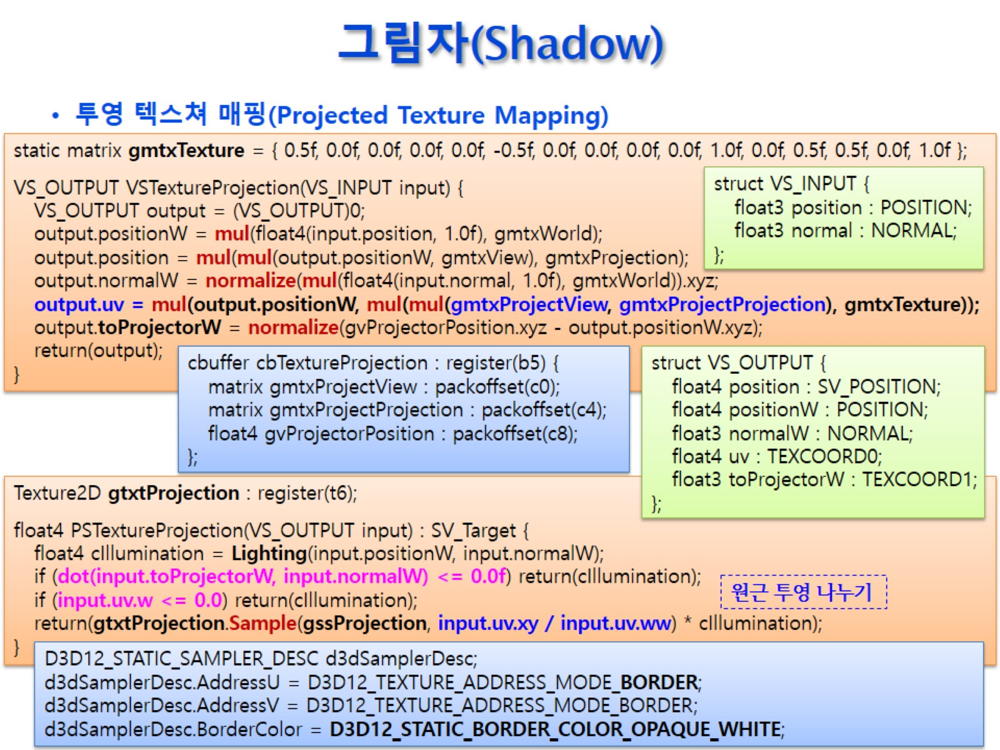 그림자(Shadow)
• 투영 텍스쳐 매핑(Projected Texture Mapping)
static matrix gmtxTexture = { 0.5f, 0.0f, 0.0f, 0.0f, 0.0f, -0.5f, 0.0f, 0.0f, 0.0f, 0.0f, 1.0f, 0.0f, 0.5f, 0.5f, 0.0f, 1.0f };
VS_OUTPUT VSTextureProjection(VS_INPUT input) {
VS_OUTPUT output = (VS_OUTPUT)0;
output.positionW = mul(float4(input.position, 1.0f), gmtxWorld);
output.position = mul(mul(output.positionW, gmtxView), gmtxProjection);
output.normalW = normalize(mul(float4(input.normal, 1.0f), gmtxWorld)).xyz;
output.uv = mul(output.positionW, mul(mul(gmtxProjectView, gmtxProjectProjection), gmtxTexture));
output.toProjectorW = normalize(gvProjectorPosition.xyz - output.positionW.xyz);
return(output);
}
struct VS_INPUT {
float3 position : POSITION;
float3 normal : NORMAL;
};
cbuffer cbTextureProjection : register(b5) {
matrix gmtxProjectView : packoffset(c0);
matrix gmtxProjectProjection : packoffset(c4);
float4 gvProjectorPosition : packoffset(c8);
};
struct VS_OUTPUT {
float4 position : SV_POSITION;
float4 positionW : POSITION;
float3 normalW : NORMAL;
float4 uv : TEXCOORD0;
float3 toProjectorW : TEXCOORD1;
};
Texture2D gtxtProjection : register(t6);
float4 PSTextureProjection(VS_OUTPUT input) : SV_Target {
float4 cIllumination = Lighting(input.positionW, input.normalW);
if (dot(input.toProjectorW, input.normalW) <= 0.0f) return(cIllumination);
if (input.uv.w <= 0.0) return(cIllumination);
return(gtxtProjection.Sample(gssProjection, input.uv.xy / input.uv.ww) * cIllumination);
}
원근 투영 나누기
D3D12_STATIC_SAMPLER_DESC d3dSamplerDesc;
d3dSamplerDesc.AddressU = D3D12_TEXTURE_ADDRESS_MODE_BORDER;
d3dSamplerDesc.AddressV = D3D12_TEXTURE_ADDRESS_MODE_BORDER;
d3dSamplerDesc.BorderColor = D3D12_STATIC_BORDER_COLOR_OPAQUE_WHITE;